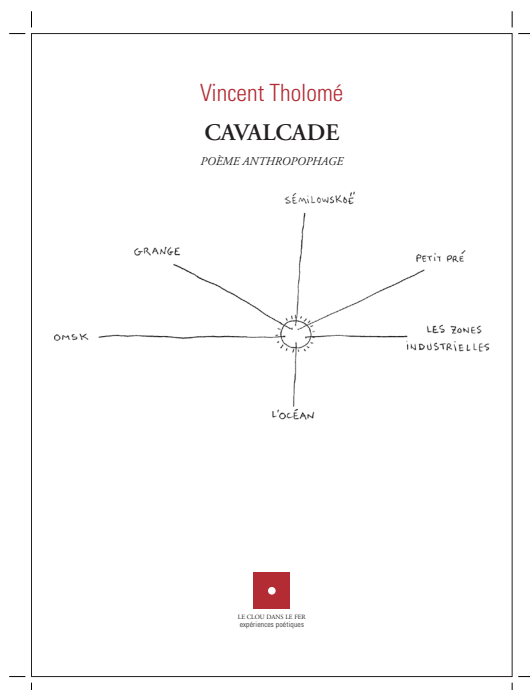 Vincent Tholomé
CAVALCADE
POÈME ANTHROPOPHAGE
SÉMILOWSKOË
GRANGE
PETIT PRÉ
OMSK
LES ZONES
INDUSTRIELLES
L'OCÉAN
LE CLOU DANS LE FER
expériences poétiques